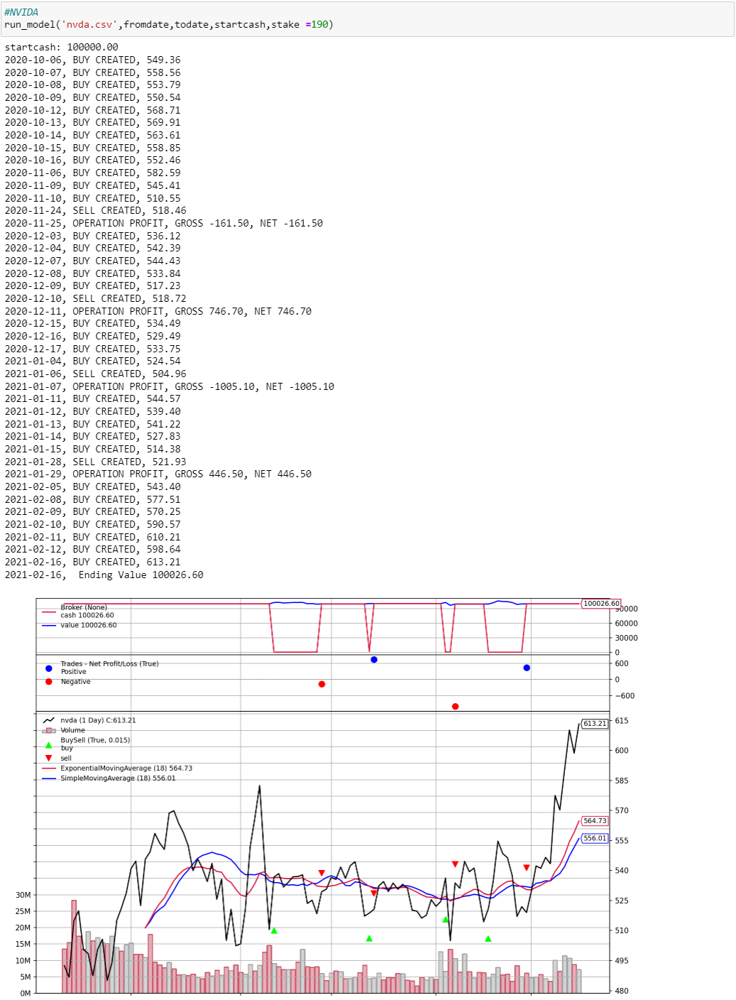 #NVIDA
run_model('nvda.csv',fromdate,todate,startcash,stake =190)
startcash: 100000.00
2020-10-06, BUY CREATED, 549.36
2020-10-07, BUY CREATED, 558.56
2020-10-08, BUY CREATED, 553.79
2020-10-09, BUY CREATED, 550.54
2020-10-12, BUY CREATED, 568.71
2020-10-13, BUY CREATED, 569.91
2020-10-14, BUY CREATED, 563.61
2020-10-15, BUY CREATED, 558.85
2020-10-16, BUY CREATED, 552.46
2020-11-06, BUY CREATED, 582.59
2020-11-09, BUY CREATED, 545.41
2020-11-10, BUY CREATED, 510.55
2020-11-24, SELL CREATED, 518.46
2020-11-25, OPERATION PROFIT, GROSS -161.50, NET -161.50
2020-12-03, BUY CREATED, 536.12
2020-12-04, BUY CREATED, 542.39
2020-12-07, BUY CREATED, 544.43
2020-12-08, BUY CREATED, 533.84
2020-12-09, BUY CREATED, 517.23
2020-12-10, SELL CREATED, 518.72
2020-12-11, OPERATION PROFIT, GROSS 746.70, NET 746.70
2020-12-15, BUY CREATED, 534.49
2020-12-16, BUY CREATED, 529.49
2020-12-17, BUY CREATED, 533.75
2021-01-04, BUY CREATED, 524.54
2021-01-06, SELL CREATED, 504.96
2021-01-07, OPERATION PROFIT, GROSS -1005.10, NET -1005.10
2021-01-11, BUY CREATED, 544.57
2021-01-12, BUY CREATED, 539.40
2021-01-13, BUY CREATED, 541.22
2021-01-14, BUY CREATED, 527.83
2021-01-15, BUY CREATED, 514.38
2021-01-28, SELL CREATED, 521.93
2021-01-29, OPERATION PROFIT, GROSS 446.50, NET 446.50
2021-02-05, BUY CREATED, 543.40
2021-02-08, BUY CREATED, 577.51
2021-02-09, BUY CREATED, 570.25
2021-02-10, BUY CREATED, 590.57
2021-02-11, BUY CREATED, 610.21
2021-02-12, BUY CREATED, 598.64
2021-02-16, BUY CREATED, 613.21
2021-02-16,  Ending Value 100026.60
Broker (None)
cash 100026.60
value 100026.60
100026.60
60000
30000
0
Trades - Net Profit/Loss (True)
Positive
Negative
600
0
−600
nvda (1 Day) C:613.21
Volume
BuySell (True, 0.015)
buy
sell
ExponentialMovingAverage (18) 564.73
SimpleMovingAverage (18) 556.01
615
613.21
600
585
570
564.73
555
556.01
540
525
510
495
480
30M
25M
20M
15M
10M
5M
0M